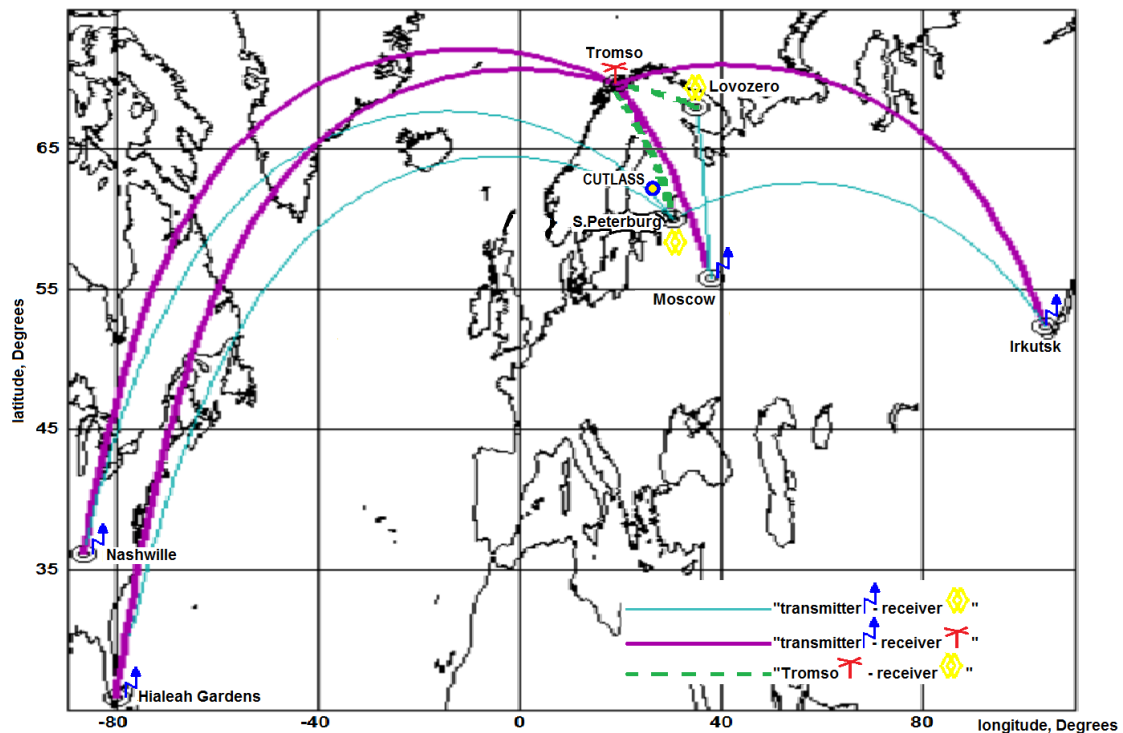 Tromso
Lovozero
65
CUTLASS
S.Peterburg
55
Moscow
Irkutsk
latitude, Degrees
45
Nashwille
35
"transmitter - receiver "
"transmitter - receiver "
"Tromso - receiver "
Hialeah Gardens
-80
-40
0
40
80
longitude, Degrees